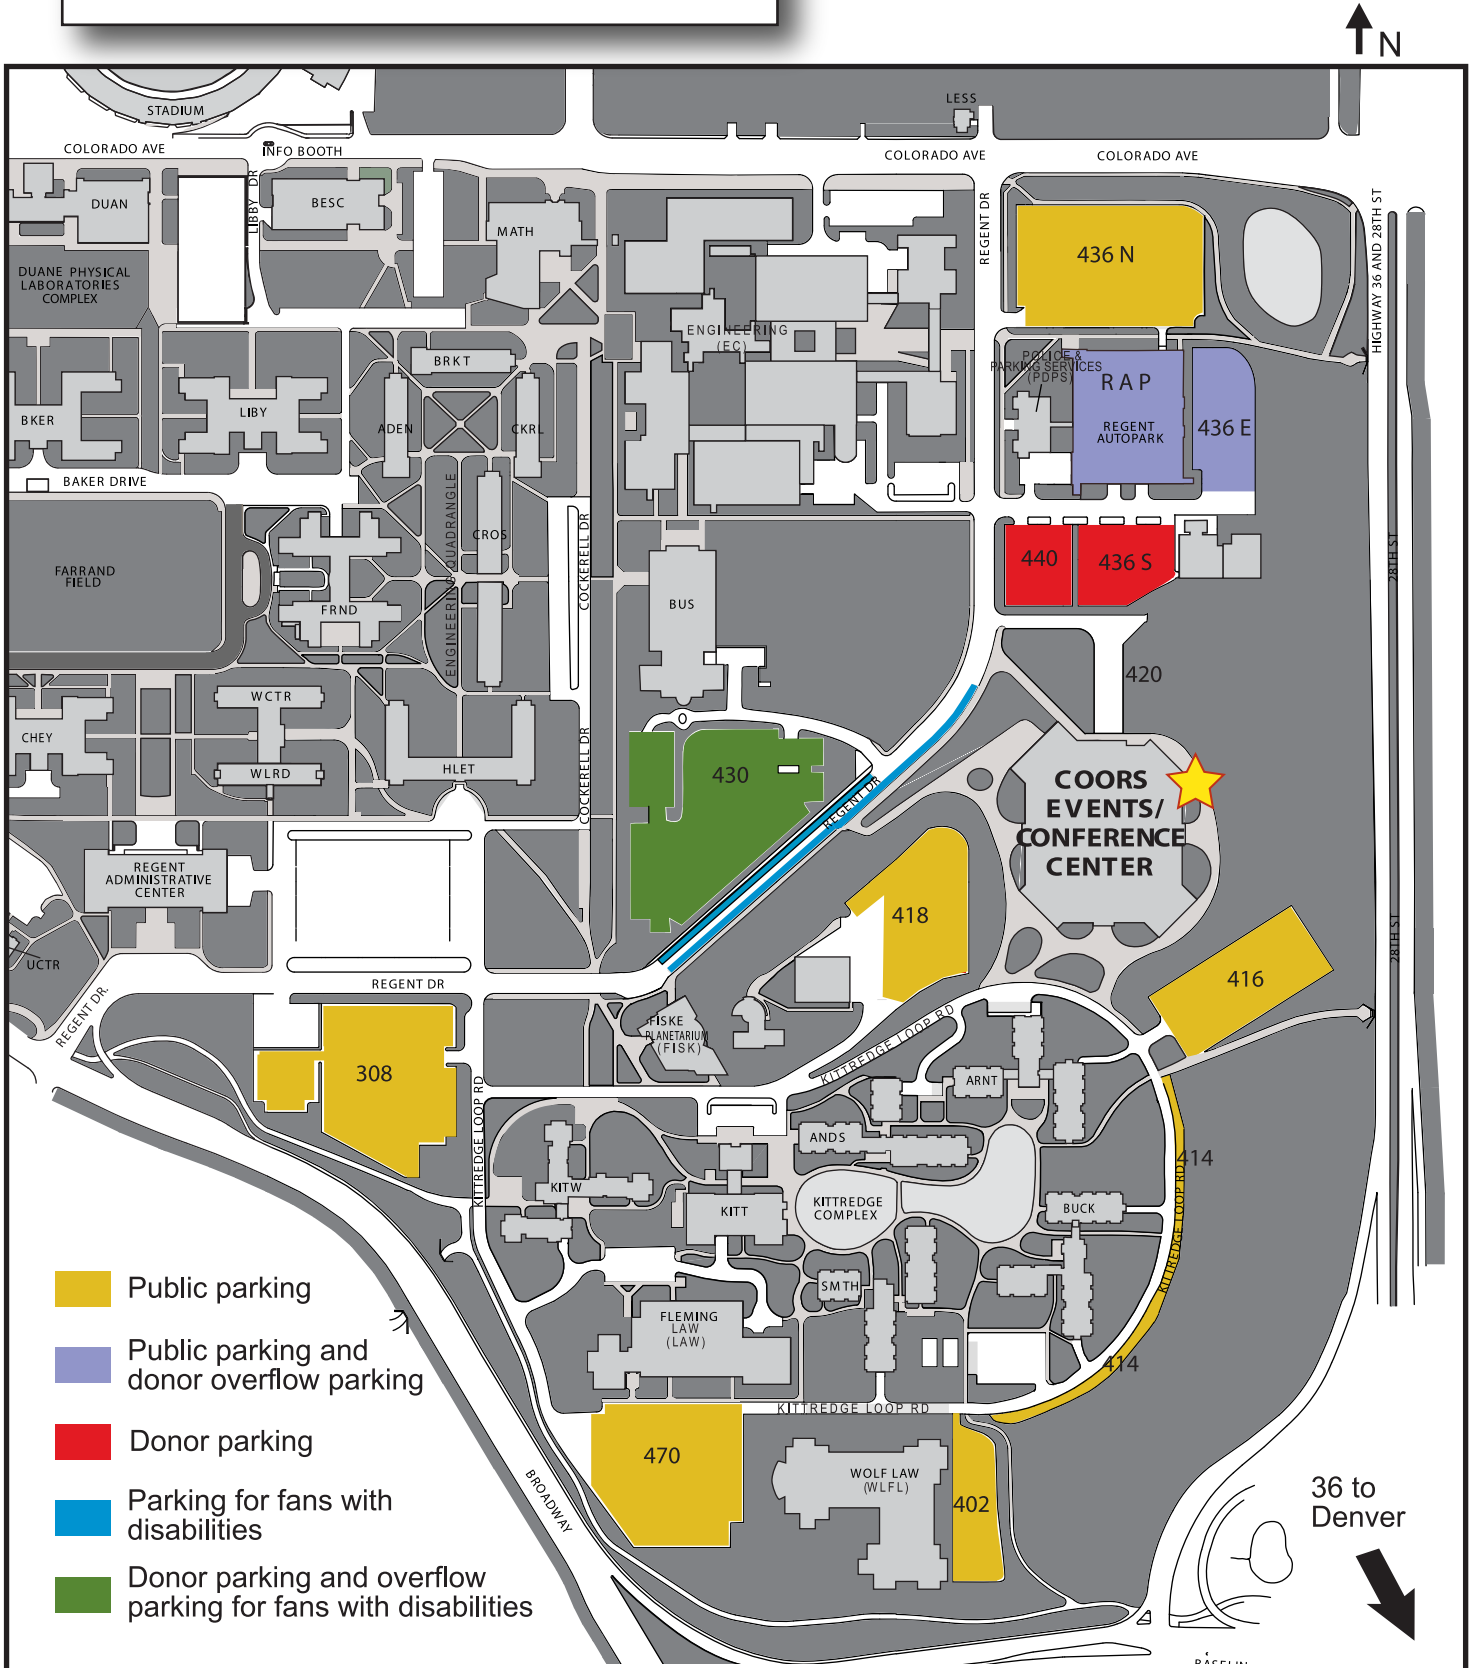 N
STADIUM
LESS
COLORADO AVE
INFO BOOTH
COLORADO AVE
COLORADO AVE
DUAN
LIBBY DR
BESC
MATH
REGENT DR
436 N
HIGHWAY 36 AND 28TH ST
DUANE PHYSICAL
LABORATORIES
COMPLEX
ENGINEERING
(EC)
BRKT
POLICE &
PARKING SERVICES
(PDPS)
RAP
REGENT
AUTOPARK
436 E
BKER
LIBY
ADEN
CKRL
BAKER DRIVE
ENGINEERING QUADRANGLE
CROS
COCKERELL DR
FARRAND
FIELD
FRND
BUS
440
436 S
28TH ST
420
WCTR
CHEY
WLRD
HLET
COCKERELL DR
430
REGENT DR
COORS
EVENTS/
CONFERENCE
CENTER
REGENT
ADMINISTRATIVE
CENTER
418
416
28TH ST
UCTR
REGENT DR.
REGENT DR
FISKE
PLANETARIUM
(FISK)
KITTREDGE LOOP RD
308
ARNT
KITTREDGE LOOP RD
ANDS
414
KITTREDGE LOOP RD
KITW
KITT
KITTREDGE
COMPLEX
BUCK
SMTH
FLEMING
LAW
(LAW)
414
KITTREDGE LOOP RD
470
WOLF LAW
(WLFL)
402
BROADWAY
36 to
Denver
Public parking
Public parking and
donor overflow parking
Donor parking
Parking for fans with
disabilities
Donor parking and overflow
parking for fans with disabilities